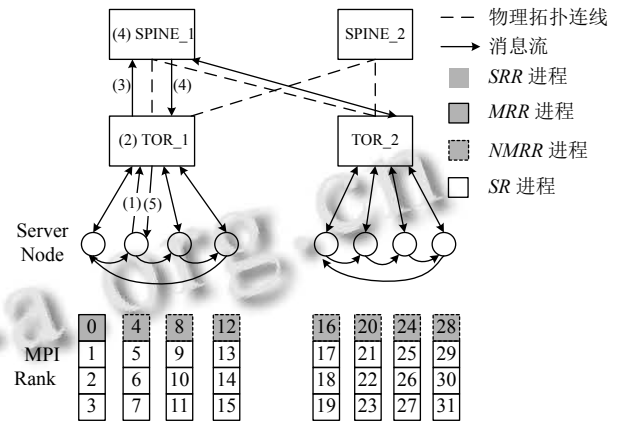 (4) SPINE_1
SPINE_2
物理拓扑连线
消息流
SRR 进程
MRR 进程
NMRR 进程
SR 进程
(3)
(4)
(2) TOR_1
TOR_2
(1)
(5)
Server
Node
MPI
Rank
0 4 8 12 16 20 24 28
1 5 9 13 17 21 25 29
2 6 10 14 18 22 26 30
3 7 11 15 19 23 27 31
a.org.cn